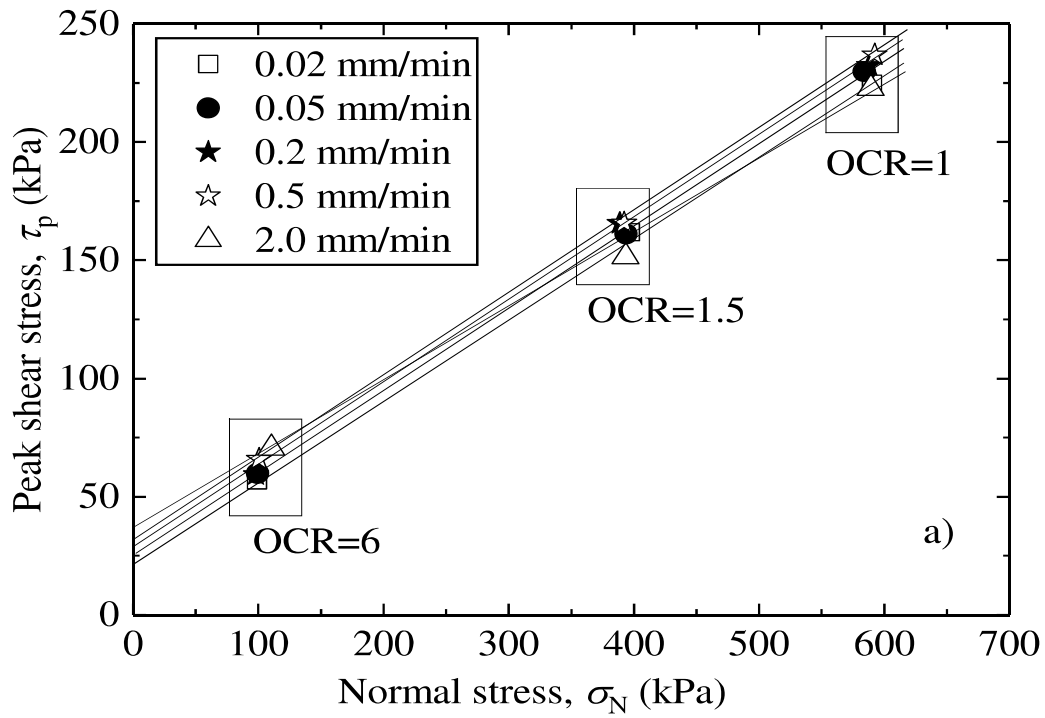 250
200
150
100
50
0
Peak shear stress, τp (kPa)
0.02 mm/min
0.05 mm/min
0.2 mm/min
0.5 mm/min
2.0 mm/min
OCR=1
OCR=1.5
OCR=6
a)
0 100 200 300 400 500 600 700
Normal stress, σN (kPa)